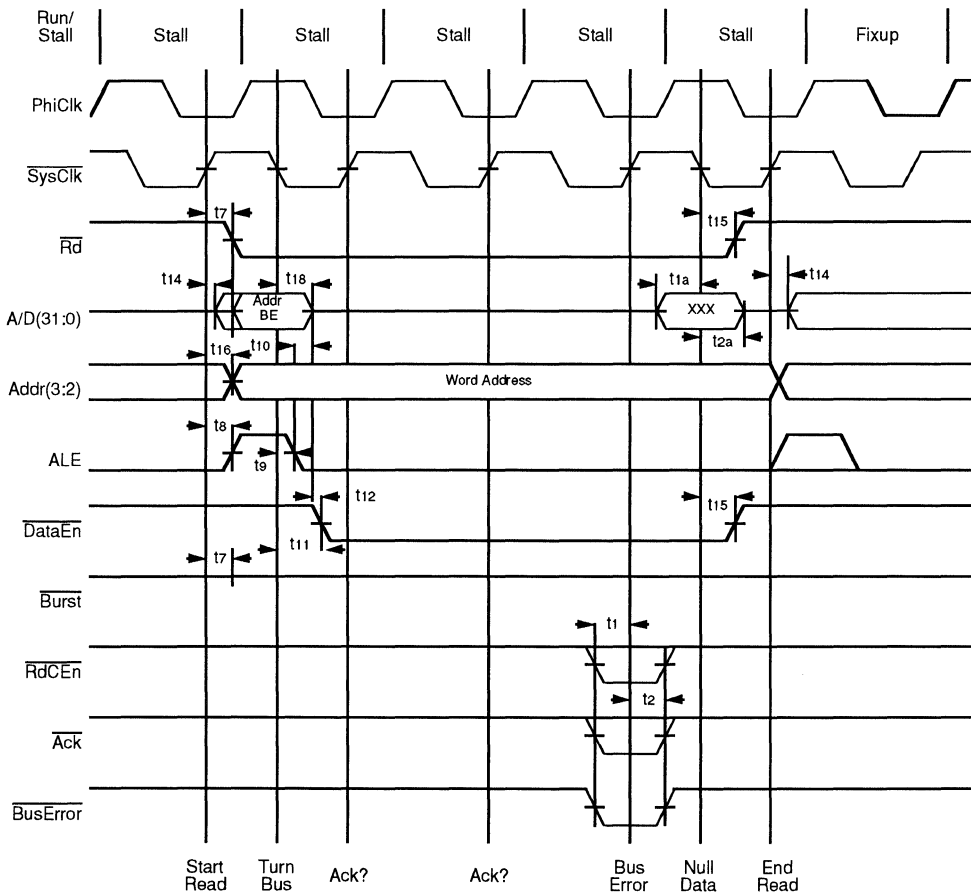 Run/
Stall
Stall
Stall
Stall
Stall
Stall
Fixup
PhiClk
SysClk
t7
t15
Rd
t14
t18
t1a
t14
Addr
BE
XXX
A/D(31:0)
t10
t2a
t16
Word Address
Addr(3:2)
t8
ALE
t9
t12
t15
DataEn
t11
t7
Burst
t1
RdCEn
t2
Ack
BusError
Start
Read
Turn
Bus
Ack?
Ack?
Bus
Error
Null
Data
End
Read